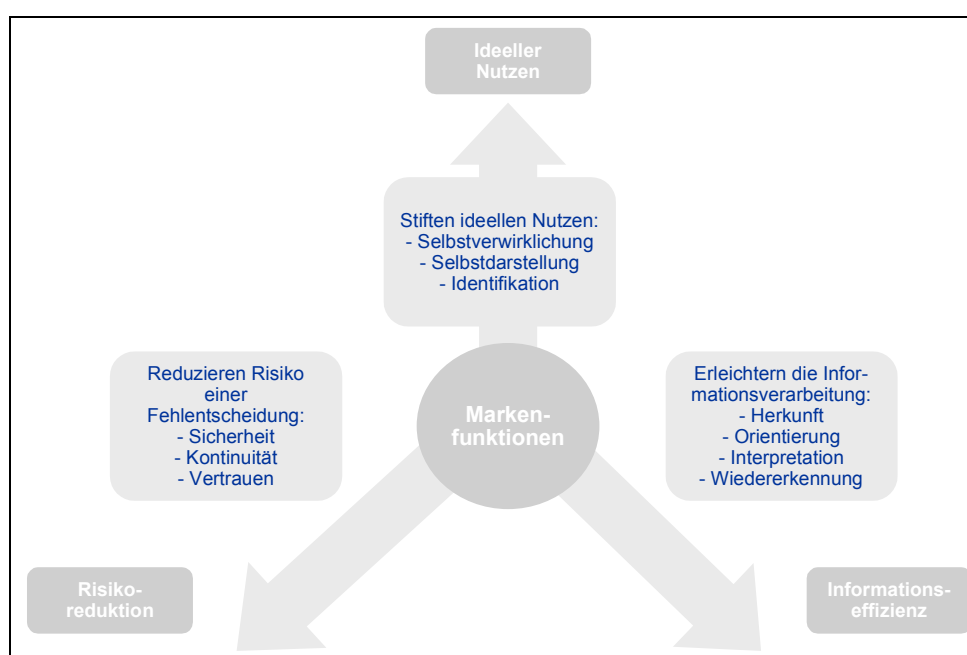 Ideeller
Nutzen
Stiften ideellen Nutzen:
- Selbstverwirklichung
- Selbstdarstellung
- Identifikation
Reduzieren Risiko
einer
Fehlentscheidung:
- Sicherheit
- Kontinuität
- Vertrauen
Marken-
funktionen
Erleichtern die Infor-
mationsverarbeitung:
- Herkunft
- Orientierung
- Interpretation
- Wiedererkennung
Risiko-
reduktion
Informations-
effizienz